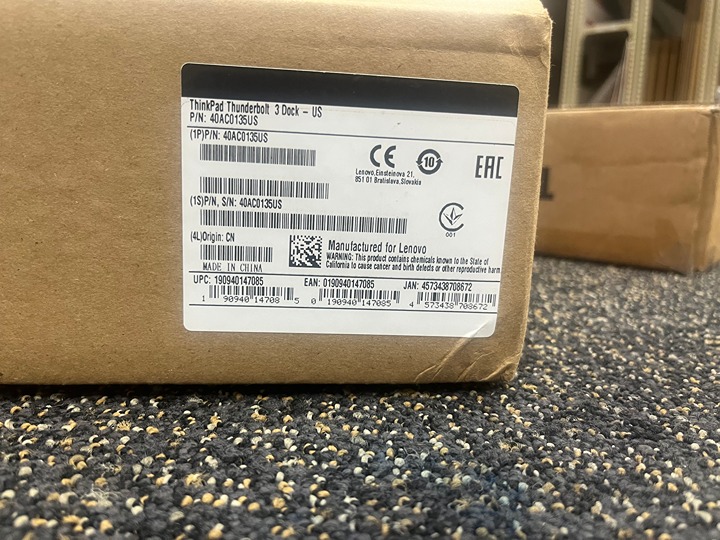 ThinkPad Thunderbolt 3 Dock - US
P/N: 40AC0135US
(1P)P/N: 40AC0135US
CE 10 EAC
Lenovo,Einsteinova 21,
851 01 Bratislava,Slovakia
(1S)P/N, S/N: 40AC0135US
001
(4L)Origin: CN
MADE IN CHINA
Manufactured for Lenovo
WARNING: This product contains chemicals known to the State of
California to cause cancer and birth defects or other reproductive harm
UPC: 190940147085 EAN: 0190940147085 JAN: 4573438708672
1 90940 14708 5 0 190940 147085 4 573438 708672